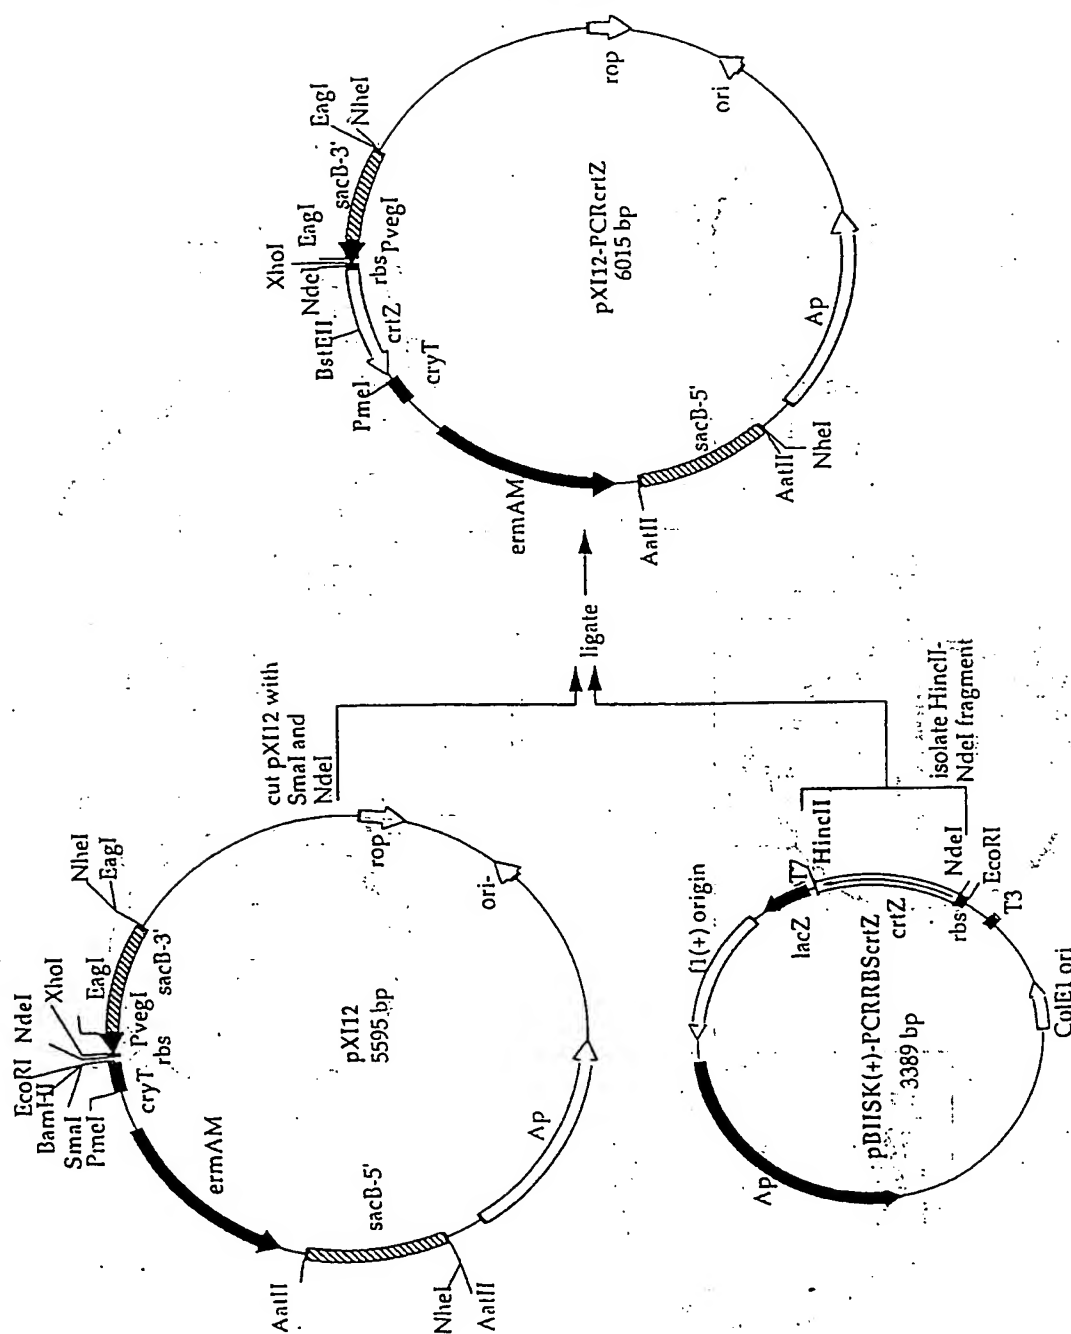 EcoRI
NdeI
BamHI
XhoI
SmaI
PmeI
EagI
NheI
EagI
cryT
rbs
PvegI
sacB-3'
ermAM
pXI12
5595 bp
rop
ori
AatII
sacB-5'
NheI
AatII
Ap
cut pXI12 with
SmaI and
NdeI
f1(+) origin
lacZ
T7
HincII
Ap
pBIISK(+)-PCRRBScrtZ
3389 bp
crtZ
NdeI
rbs
EcoRI
T3
ColE1 ori
isolate HincII-
NdeI fragment
ligate
XhoI
NdeI
EagI
EagI
NheI
BstEII
sacB-3'
PmeI
crtZ
rbs
PvegI
cryT
ermAM
pXI12-PCRcrtZ
6015 bp
rop
ori
AatII
sacB-5'
AatII
NheI
Ap